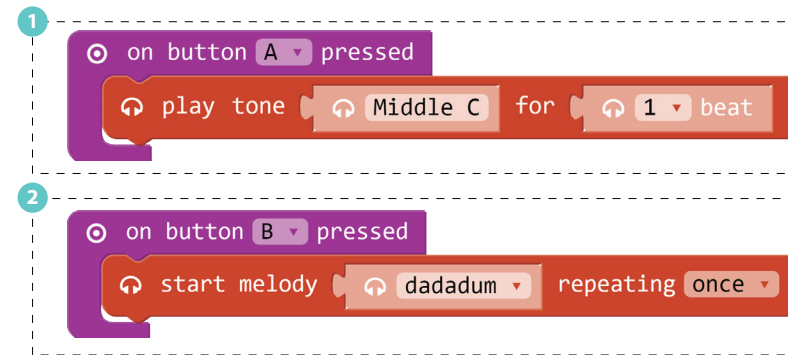 1
on button A pressed
play tone Middle C for 1 beat
2
on button B pressed
start melody dadadum repeating once